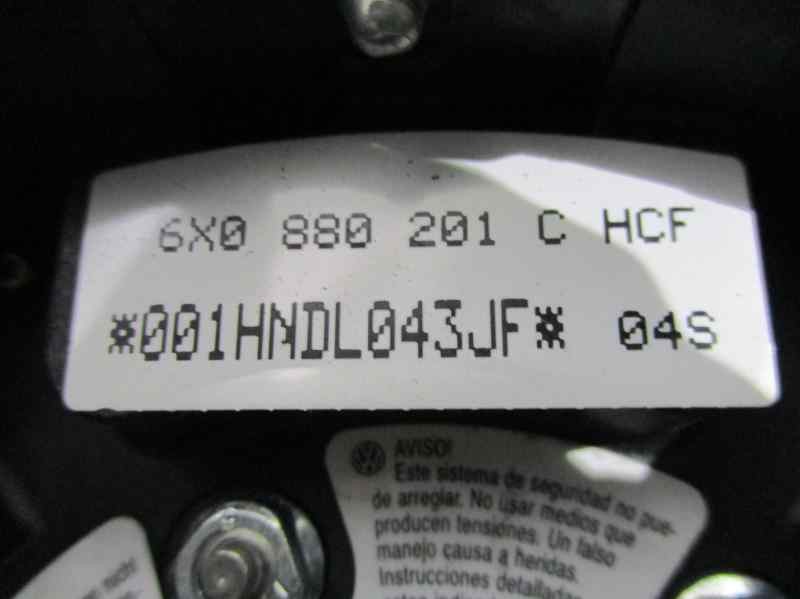 6X0 880 201 C HCF
*001HNDL043JF* 04S
AVISO!
Este sistema de seguridad no pue-
de arreglar. No usar medios que
producen tensidnes. Un falso
manejo causa a heridas.
Instrucciones detalladas